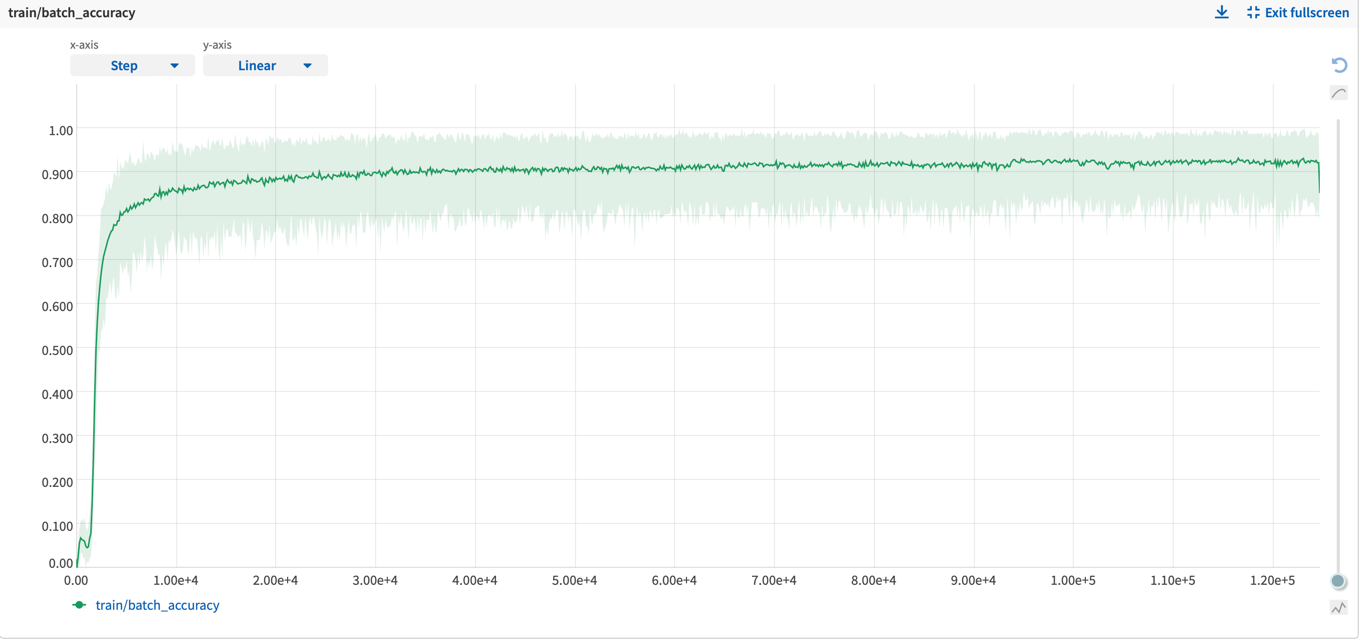 train/batch_accuracy
Exit fullscreen
x-axis
y-axis
Step
Linear
1.00
0.900
0.800
0.700
0.600
0.500
0.400
0.300
0.200
0.100
0.00
0.00 1.00e+4 2.00e+4 3.00e+4 4.00e+4 5.00e+4 6.00e+4 7.00e+4 8.00e+4 9.00e+4 1.00e+5 1.10e+5 1.20e+5
train/batch_accuracy